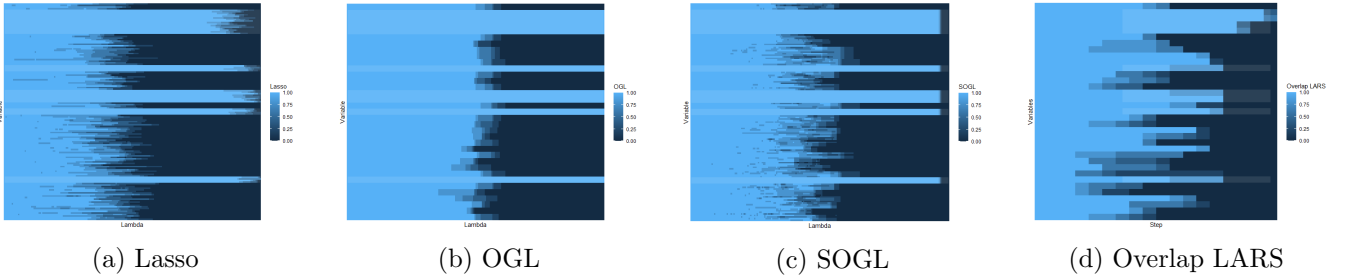 Variable
Lambda
Lasso
1.00
0.75
0.50
0.25
0.00
(a) Lasso
Variable
Lambda
OGL
1.00
0.75
0.50
0.25
0.00
(b) OGL
Variable
Lambda
SOGL
1.00
0.75
0.50
0.25
0.00
(c) SOGL
Variables
Step
Overlap LARS
1.00
0.75
0.50
0.25
0.00
(d) Overlap LARS